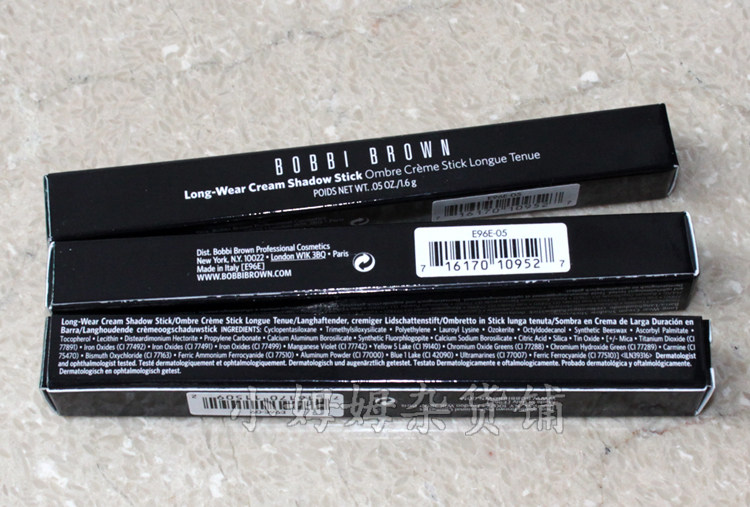 BOBBI BROWN
Long-Wear Cream Shadow Stick Ombre Crème Stick Longue Tenue
POIDS NET WT. .05 OZ./1.6 g
16170 10952
Dist. Bobbi Brown Professional Cosmetics
New York, N.Y. 10022 • London W1K 3BQ • Paris
Made in Italy [E96E]
WWW.BOBBIBROWN.COM
E96E-05
7 16170 10952 7
Long-Wear Cream Shadow Stick/Ombre Crème Stick Longue Tenue/Langhaftender, cremiger Lidschattenstift/Ombretto in Stick lunga tenuta/Sombra en Crema de Larga Duración en
Barra/Langhoudende crèmeoogschaduwstick INGREDIENTS: Cyclopentasiloxane • Trimethylsiloxysilicate • Polyethylene • Lauroyl Lysine • Ozokerite • Octyldodecanol • Synthetic Beeswax • Ascorbyl Palmitate •
Tocopherol • Lecithin • Disteardimonium Hectorite • Propylene Carbonate • Calcium Aluminum Borosilicate • Synthetic Fluorphlogopite • Calcium Sodium Borosilicate • Citric Acid • Silica • Tin Oxide • [+/- Mica • Titanium Dioxide (CI
77891) • Iron Oxides (CI 77492) • Iron Oxides (CI 77491) • Iron Oxides (CI 77499) • Manganese Violet (CI 77742) • Yellow 5 Lake (CI 19140) • Chromium Oxide Greens (CI 77288) • Chromium Hydroxide Green (CI 77289) • Carmine (CI
75470) • Bismuth Oxychloride (CI 77163) • Ferric Ammonium Ferrocyanide (CI 77510) • Aluminum Powder (CI 77000) • Blue 1 Lake (CI 42090) • Ultramarines (CI 77007) • Ferric Ferrocyanide (CI 77510)] <ILN39316> Dermatologist
and ophthalmologist tested. Testé dermatologiquement et ophtalmologiquement. Dermatologisch und augenärztlich getestet. Testato Dermatologicamente e oftalmologicamente. Probado dermatológica y oftalmológicamente.
Dermatologisch en ophtalmologisch getest.
小姆姆杂货铺